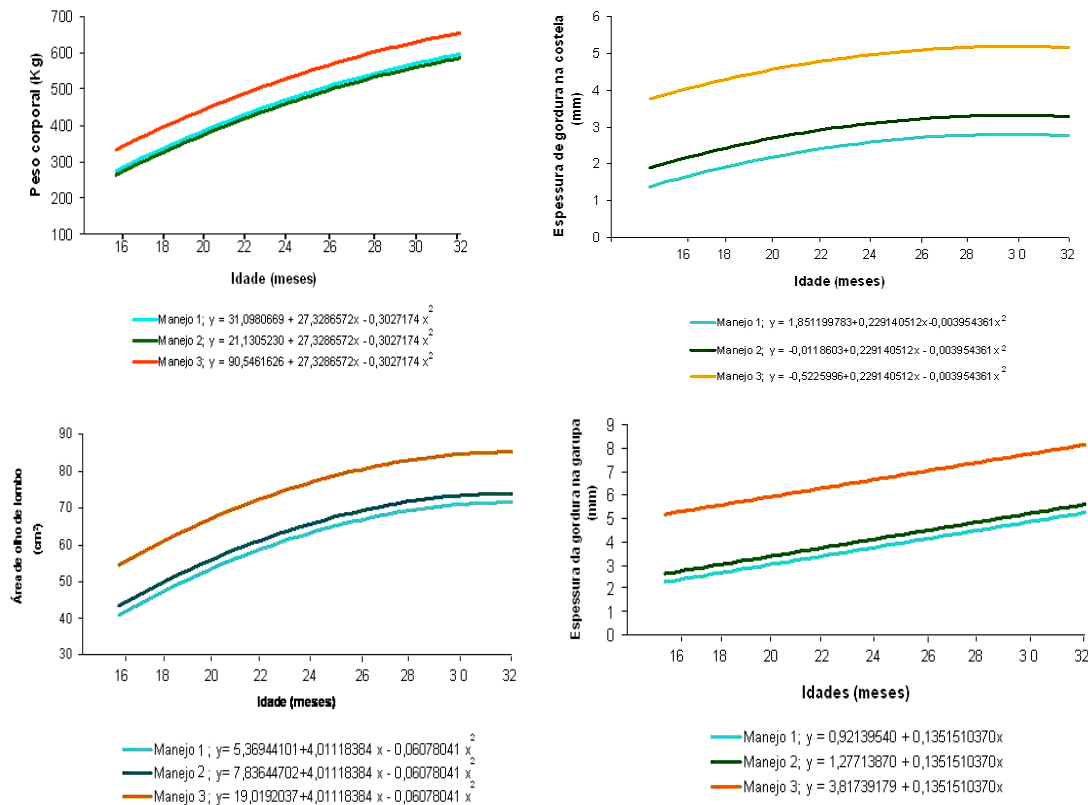 Peso corporal (Kg)
700
600
500
400
300
200
100
16 18 20 22 24 26 28 30 32
Idade (meses)
Manejo 1; y = 31,0980669 + 27,3286572x - 0,3027174 x²
Manejo 2; y = 21,1305230 + 27,3286572x - 0,3027174 x²
Manejo 3; y = 90,5461626 + 27,3286572x - 0,3027174 x²
Espessura de gordura na costela
(mm)
6
5
4
3
2
1
0
16 18 20 22 24 26 28 30 32
Idade (meses)
Manejo 1; y = 1,851199783+0,229140512x-0,003954361x²
Manejo 2; y = -0,0118603+0,229140512x - 0,003954361x²
Manejo 3; y = -0,5225996+0,229140512x - 0,003954361x²
Área de olho de lombo
(cm²)
90
80
70
60
50
40
30
16 18 20 22 24 26 28 30 32
Idade (meses)
Manejo 1 ; y= 5,36944101+4,01118384 x - 0,06078041 x²
Manejo 2 ; y= 7,83644702+4,01118384 x - 0,06078041 x²
Manejo 3 ; y= 19,0192037+4,01118384 x - 0,06078041 x²
Espessura da gordura na garupa
(mm)
9
8
7
6
5
4
3
2
1
0
16 18 20 22 24 26 28 30 32
Idades (meses)
Manejo 1; y = 0,92139540 + 0,1351510370x
Manejo 2; y = 1,27713870 + 0,1351510370x
Manejo 3; y = 3,81739179 + 0,1351510370x